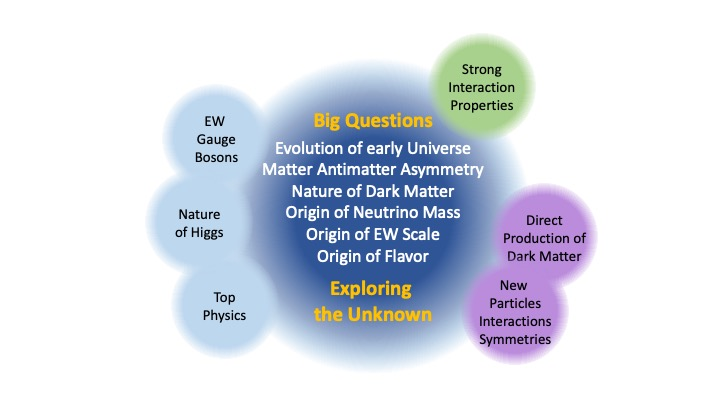 Strong
Interaction
Properties
EW
Gauge
Bosons
Big Questions
Evolution of early Universe
Matter Antimatter Asymmetry
Nature of Dark Matter
Origin of Neutrino Mass
Origin of EW Scale
Origin of Flavor
Exploring
the Unknown
Nature
of Higgs
Top
Physics
Direct
Production of
Dark Matter
New
Particles
Interactions
Symmetries